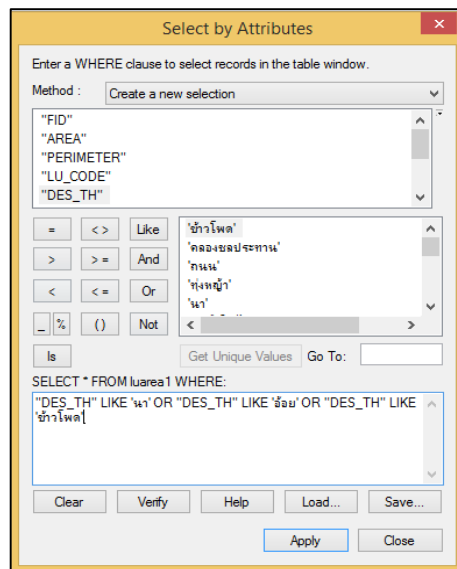 Select by Attributes
Enter a WHERE clause to select records in the table window.
Method : Create a new selection
"FID"
"AREA"
"PERIMETER"
"LU_CODE"
"DES_TH"
= < > Like
> > = And
< < = Or
_ % ( ) Not
Is
'ข้าวโพด'
'คลองชลประทาน'
'ถนน'
'ทุ่งหญ้า'
'นา'
Get Unique Values Go To:
SELECT * FROM luarea1 WHERE:
"DES_TH" LIKE 'นา' OR "DES_TH" LIKE 'อ้อย' OR "DES_TH" LIKE
'ข้าวโพด'
Clear Verify Help Load... Save...
Apply Close